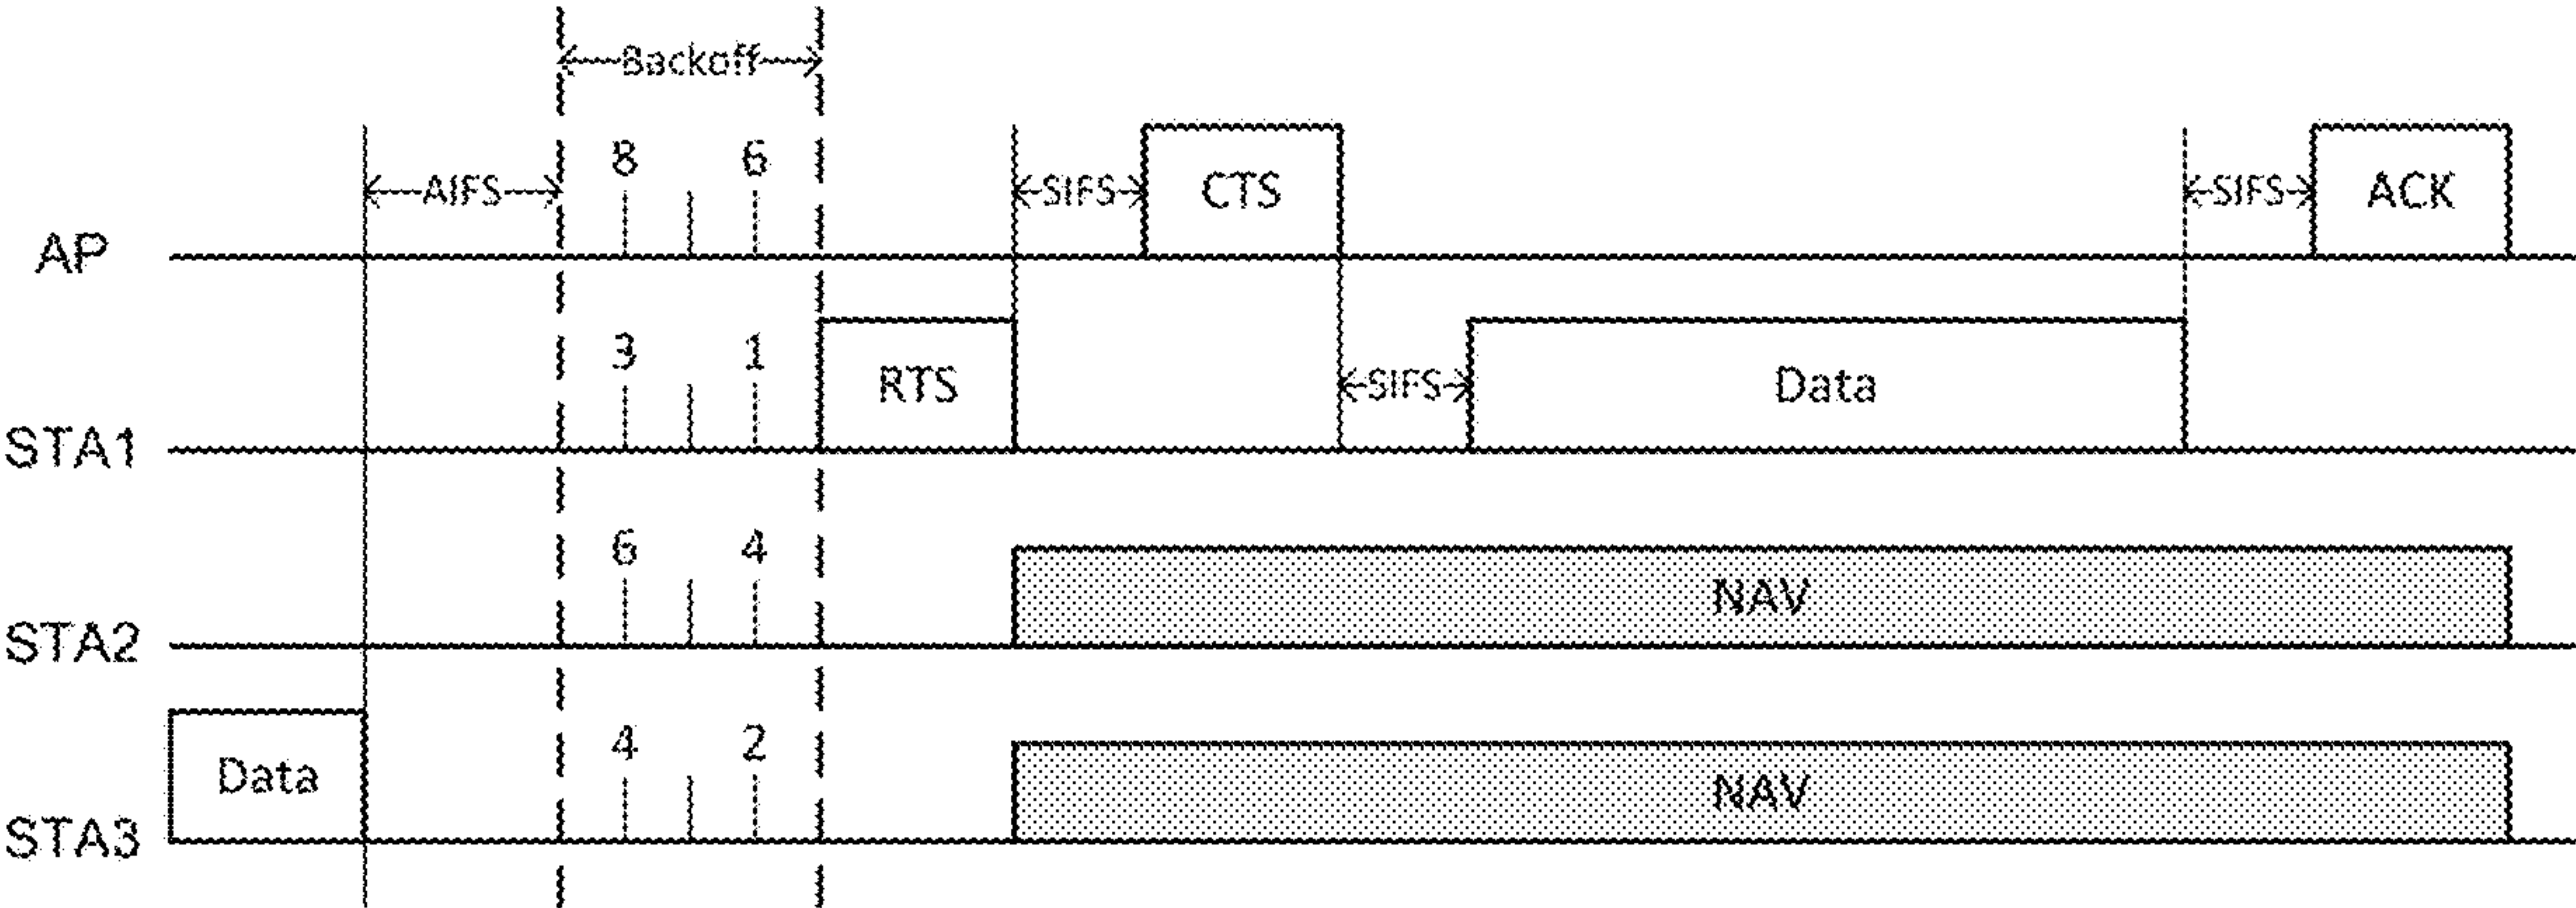 Backoff
8 6
AIFS SIFS CTS SIFS ACK
AP
3 1
RTS SIFS Data
STA1
6 4
NAV
STA2
4 2
Data NAV
STA3